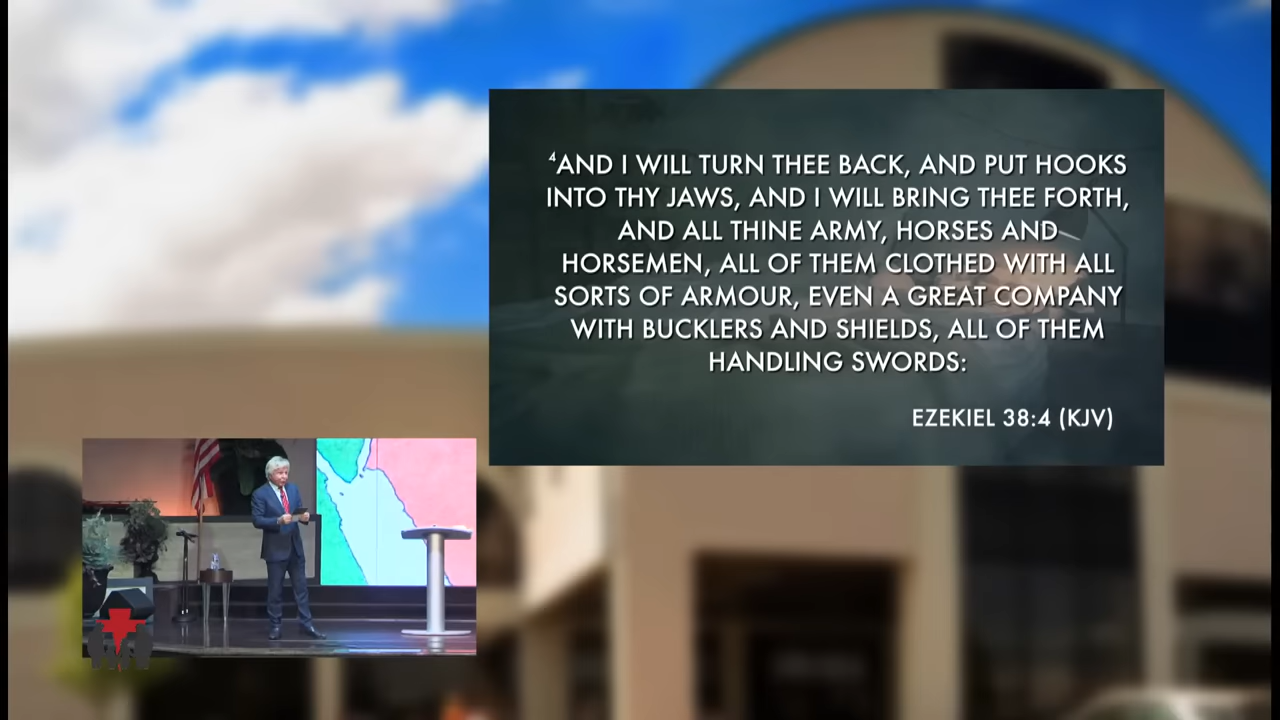 ⁴AND I WILL TURN THEE BACK, AND PUT HOOKS
INTO THY JAWS, AND I WILL BRING THEE FORTH,
AND ALL THINE ARMY, HORSES AND
HORSEMEN, ALL OF THEM CLOTHED WITH ALL
SORTS OF ARMOUR, EVEN A GREAT COMPANY
WITH BUCKLERS AND SHIELDS, ALL OF THEM
HANDLING SWORDS:
EZEKIEL 38:4 (KJV)